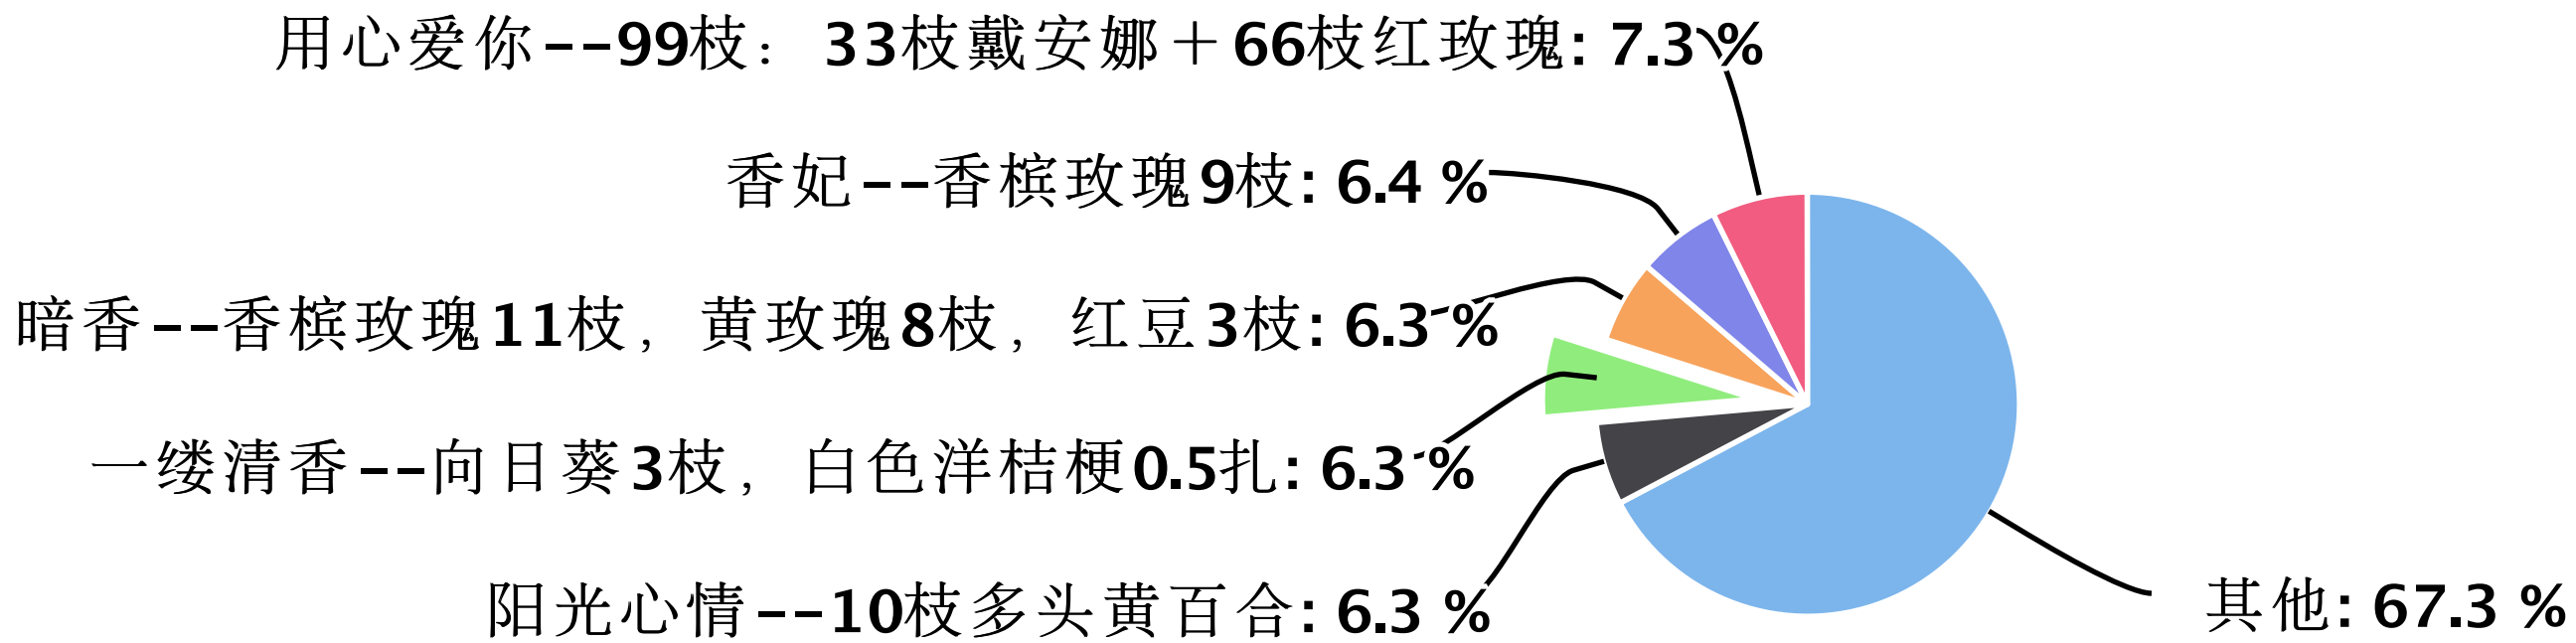 用心爱你--99枝：33枝戴安娜＋66枝红玫瑰: 7.3 %
香妃--香槟玫瑰9枝: 6.4 %
暗香--香槟玫瑰11枝，黄玫瑰8枝，红豆3枝: 6.3 %
一缕清香--向日葵3枝，白色洋桔梗0.5扎: 6.3 %
阳光心情--10枝多头黄百合: 6.3 %
其他: 67.3 %